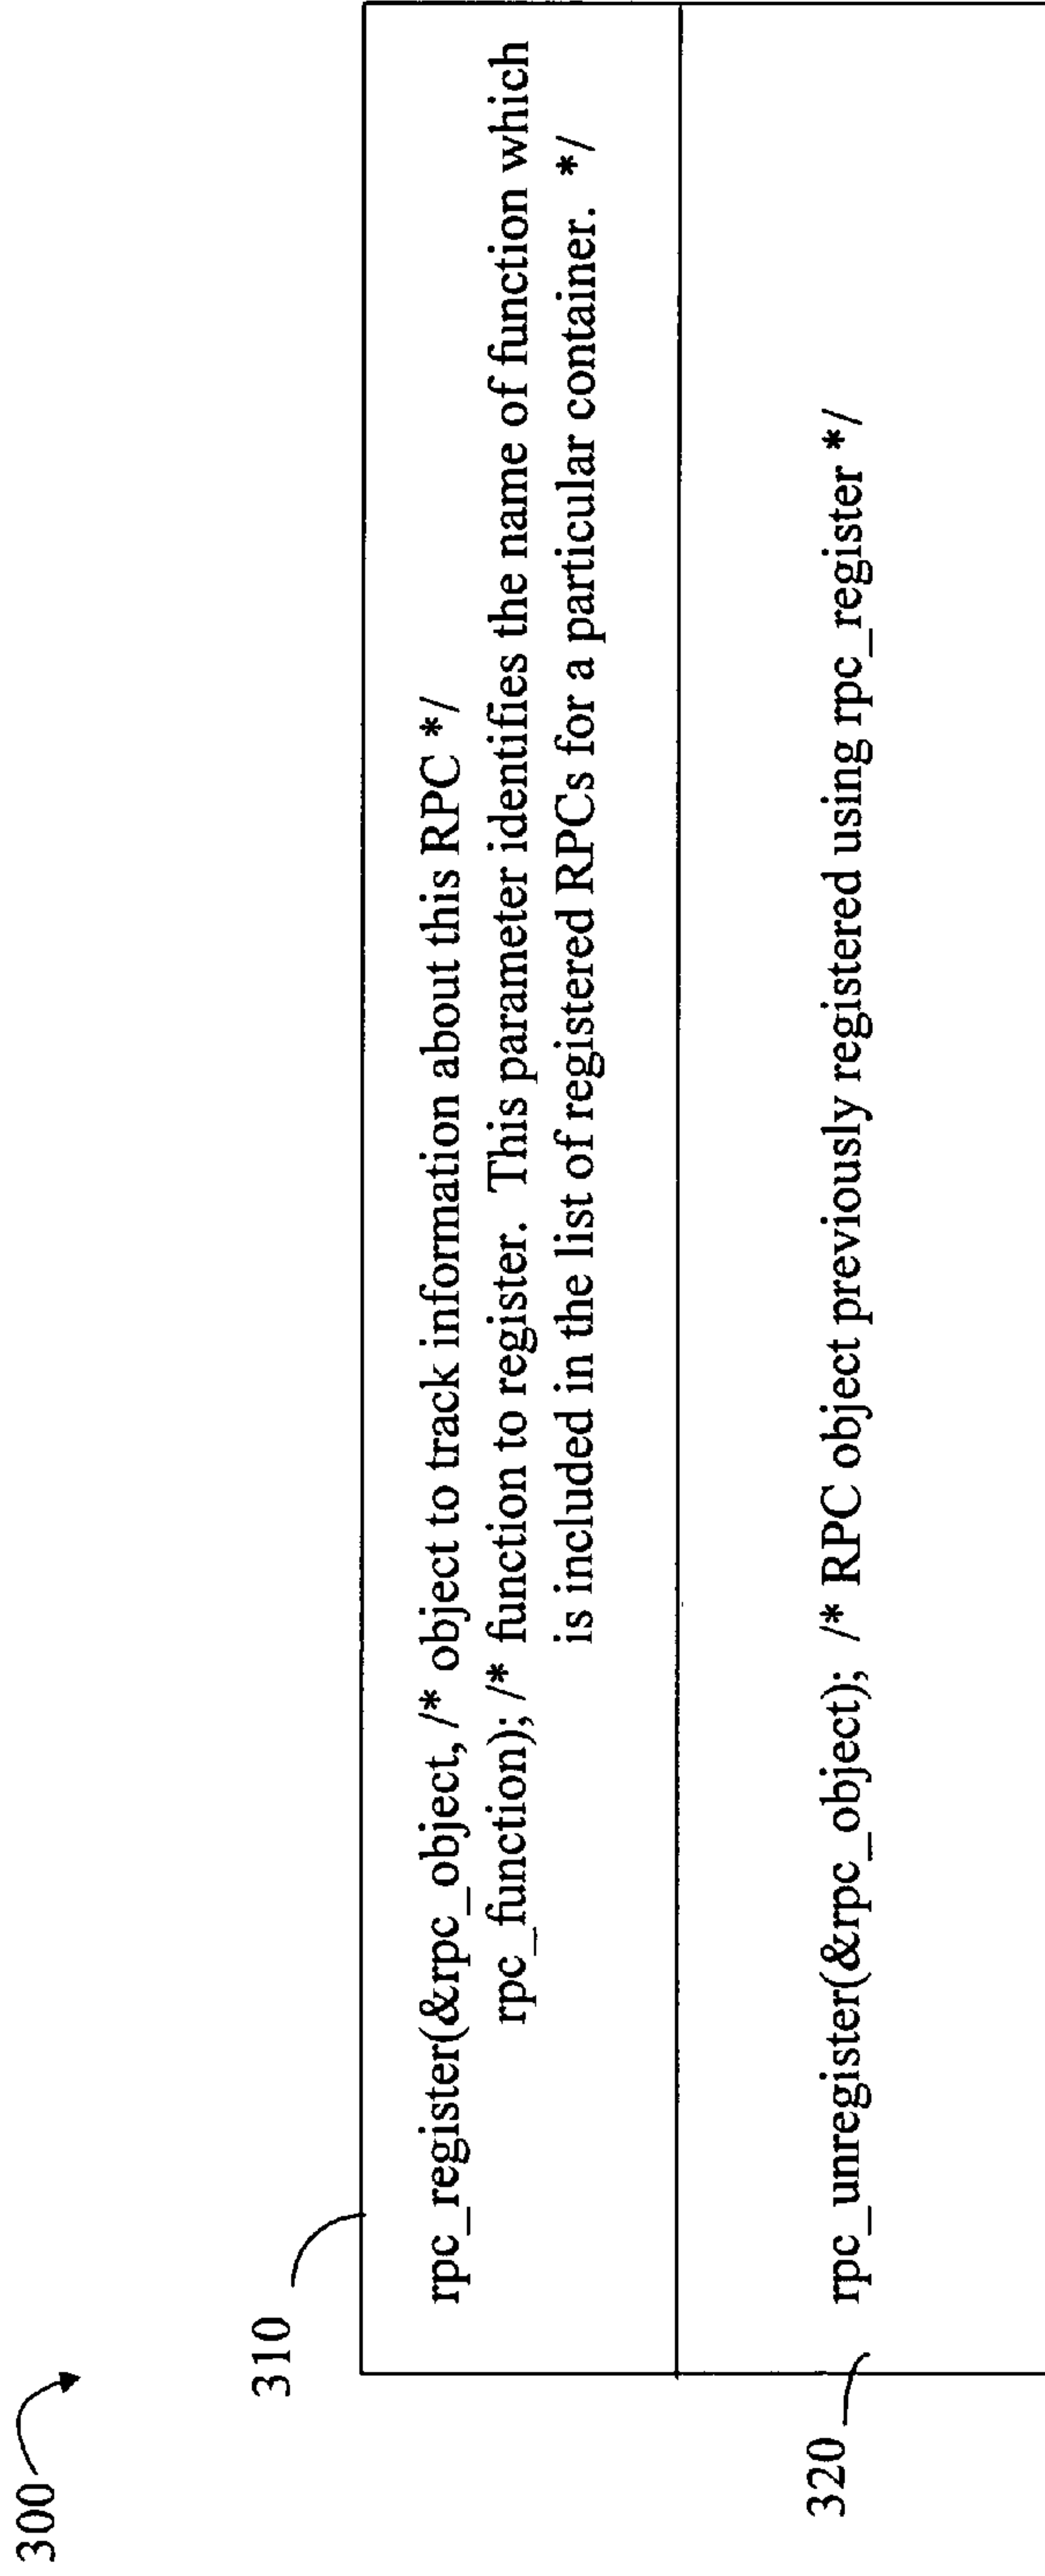 300
310
rpc_register(&rpc_object, /* object to track information about this RPC */
rpc_function); /* function to register.  This parameter identifies the name of function which
is included in the list of registered RPCs for a particular container.  */
320
rpc_unregister(&rpc_object);  /* RPC object previously registered using rpc_register */